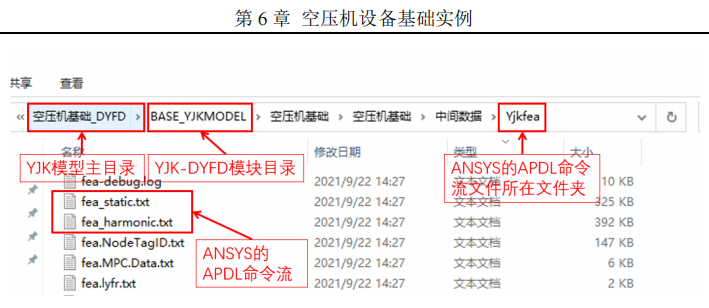 第 6 章 空压机设备基础实例
共享 查看
« 空压机基础_DYFD > BASE_YJKMODEL > 空压机基础 > 空压机基础 > 中间数据 > Yjkfea
名称 修改日期 类型 大小
YJK模型主目录 YJK-DYFD模块目录 ANSYS的APDL命令
流文件所在文件夹
fea-debug.log 2021/9/22 14:27 文本文档 10 KB
fea_static.txt 2021/9/22 14:27 文本文档 325 KB
fea_harmonic.txt 2021/9/22 14:27 文本文档 392 KB
fea.NodeTagID.txt 2021/9/22 14:27 文本文档 147 KB
fea.MPC.Data.txt 2021/9/22 14:27 文本文档 6 KB
fea.lyfr.txt 2021/9/22 14:27 文本文档 2 KB
ANSYS的
APDL命令流